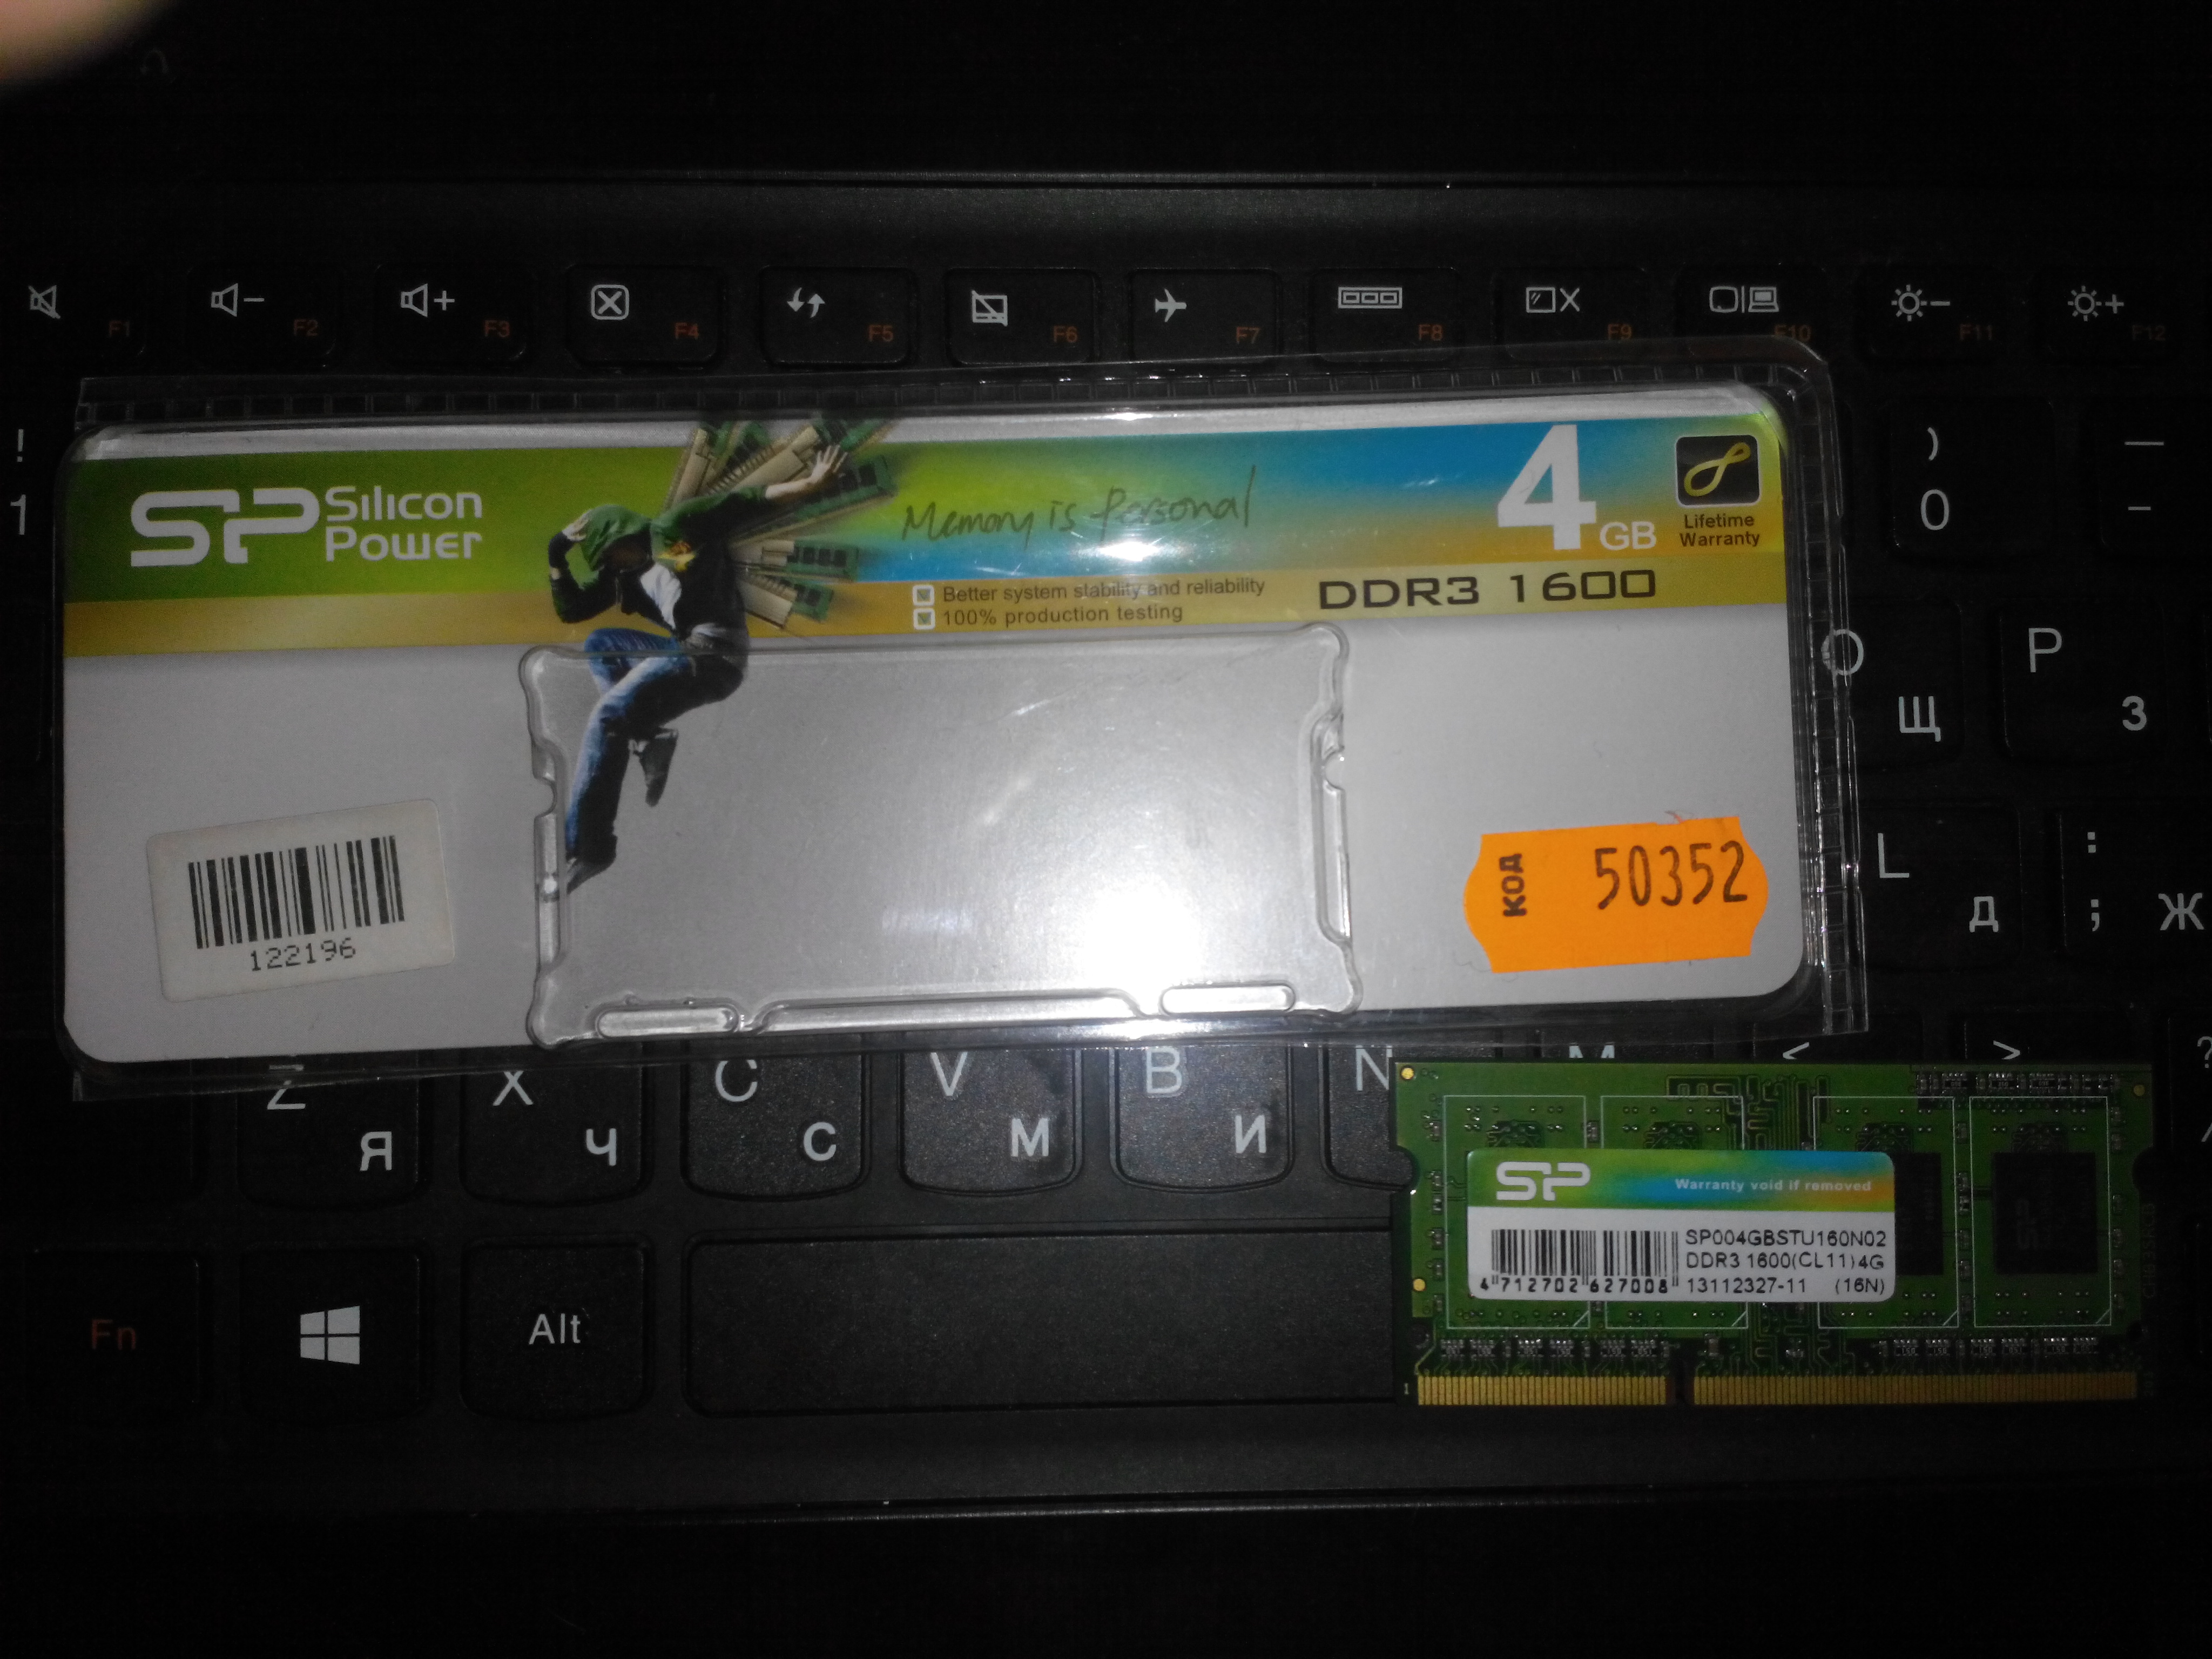 F1 F2 F3 F4 F5 F6 F7 F8 F9 F10 F11 F12
! 1
) 0
— –
SP Silicon Power
Memory is Personal
4 GB
Lifetime Warranty
Better system stability and reliability
100% production testing
DDR3 1600
O Щ
P З
122196
КОД 50352
L Д
: ; Ж
Z Я
X Ч
C С
V М
B И
N
M
<
>
?
SP
Warranty void if removed
SP004GBSTU160N02
DDR3 1600(CL11)4G
4 712702 627008
13112327-11 (16N)
Fn
Alt